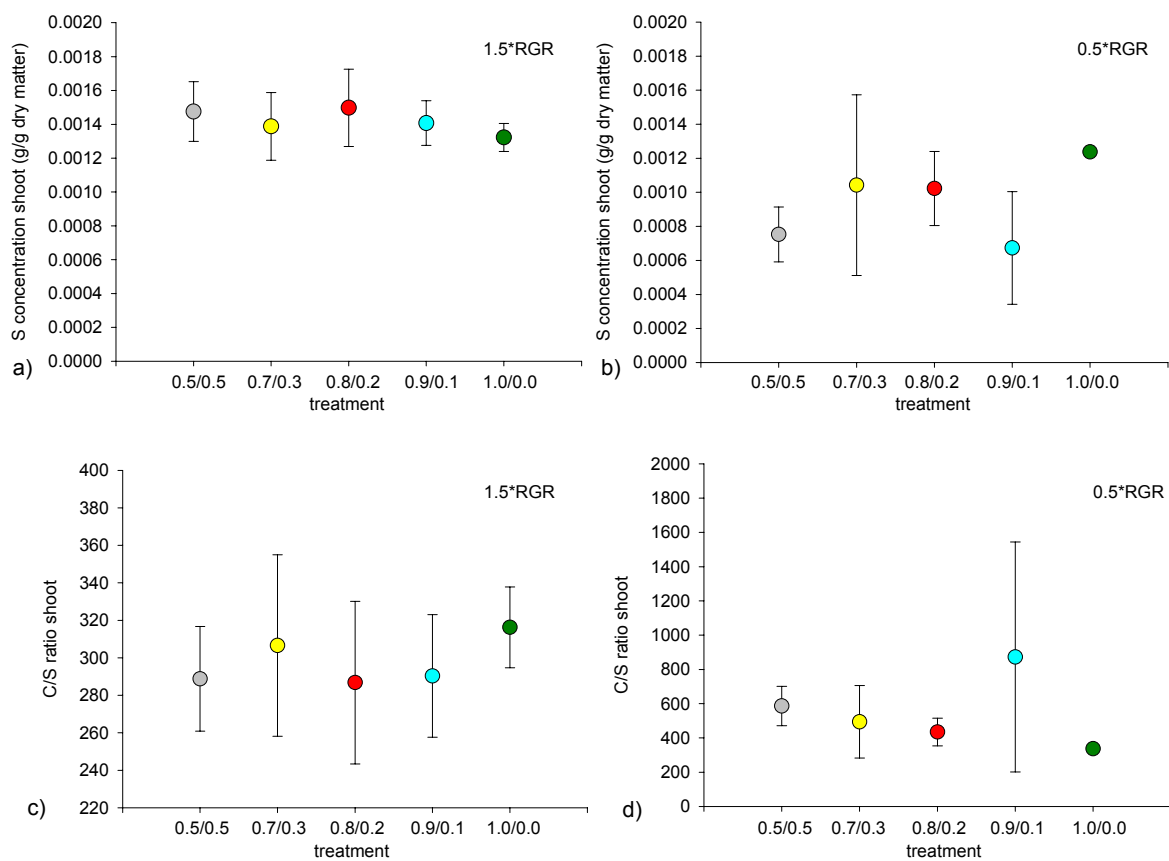 0.0020
0.0018
0.0016
0.0014
0.0012
0.0010
0.0008
0.0006
0.0004
0.0002
0.0000
S concentration shoot (g/g dry matter)
1.5*RGR
0.5/0.5 0.7/0.3 0.8/0.2 0.9/0.1 1.0/0.0
treatment
a)
0.0020
0.0018
0.0016
0.0014
0.0012
0.0010
0.0008
0.0006
0.0004
0.0002
0.0000
S concentration shoot (g/g dry matter)
0.5*RGR
0.5/0.5 0.7/0.3 0.8/0.2 0.9/0.1 1.0/0.0
treatment
b)
400
380
360
340
320
300
280
260
240
220
C/S ratio shoot
1.5*RGR
0.5/0.5 0.7/0.3 0.8/0.2 0.9/0.1 1.0/0.0
treatment
c)
2000
1800
1600
1400
1200
1000
800
600
400
200
0
C/S ratio shoot
0.5*RGR
0.5/0.5 0.7/0.3 0.8/0.2 0.9/0.1 1.0/0.0
treatment
d)